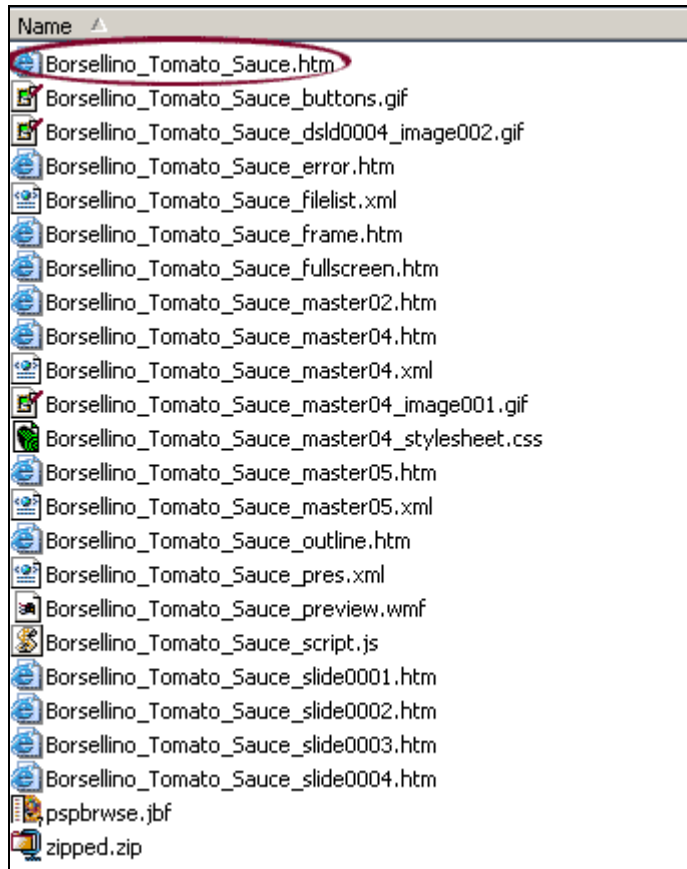 Name
Borsellino_Tomato_Sauce.htm
Borsellino_Tomato_Sauce_buttons.gif
Borsellino_Tomato_Sauce_dsld0004_image002.gif
Borsellino_Tomato_Sauce_error.htm
Borsellino_Tomato_Sauce_filelist.xml
Borsellino_Tomato_Sauce_frame.htm
Borsellino_Tomato_Sauce_fullscreen.htm
Borsellino_Tomato_Sauce_master02.htm
Borsellino_Tomato_Sauce_master04.htm
Borsellino_Tomato_Sauce_master04.xml
Borsellino_Tomato_Sauce_master04_image001.gif
Borsellino_Tomato_Sauce_master04_stylesheet.css
Borsellino_Tomato_Sauce_master05.htm
Borsellino_Tomato_Sauce_master05.xml
Borsellino_Tomato_Sauce_outline.htm
Borsellino_Tomato_Sauce_pres.xml
Borsellino_Tomato_Sauce_preview.wmf
Borsellino_Tomato_Sauce_script.js
Borsellino_Tomato_Sauce_slide0001.htm
Borsellino_Tomato_Sauce_slide0002.htm
Borsellino_Tomato_Sauce_slide0003.htm
Borsellino_Tomato_Sauce_slide0004.htm
pspbrwse.jbf
zipped.zip